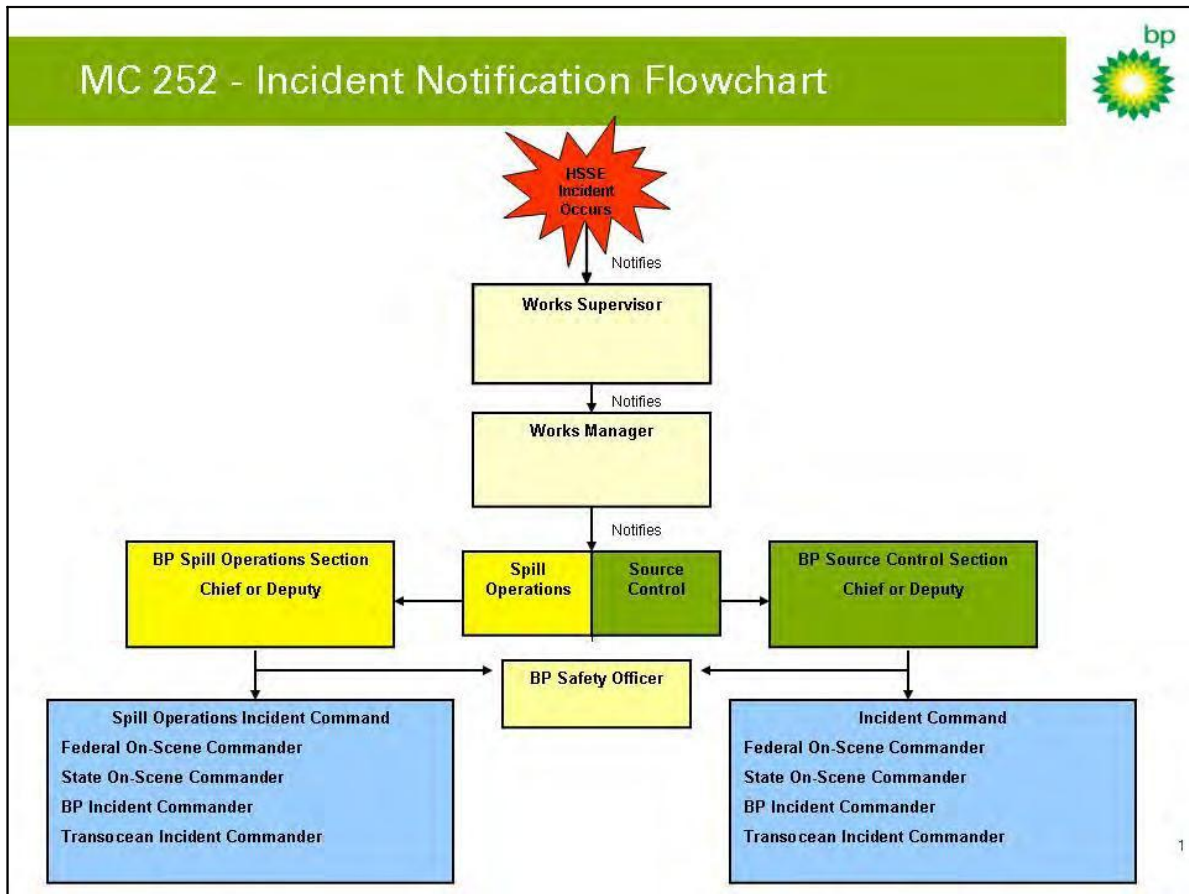 bp
MC 252 - Incident Notification Flowchart
HSSE
Incident
Occurs
Notifies
Works Supervisor
Notifies
Works Manager
Notifies
BP Spill Operations Section
Chief or Deputy
Spill
Operations
Source
Control
BP Source Control Section
Chief or Deputy
BP Safety Officer
Spill Operations Incident Command
Federal On-Scene Commander
State On-Scene Commander
BP Incident Commander
Transocean Incident Commander
Incident Command
Federal On-Scene Commander
State On-Scene Commander
BP Incident Commander
Transocean Incident Commander
1